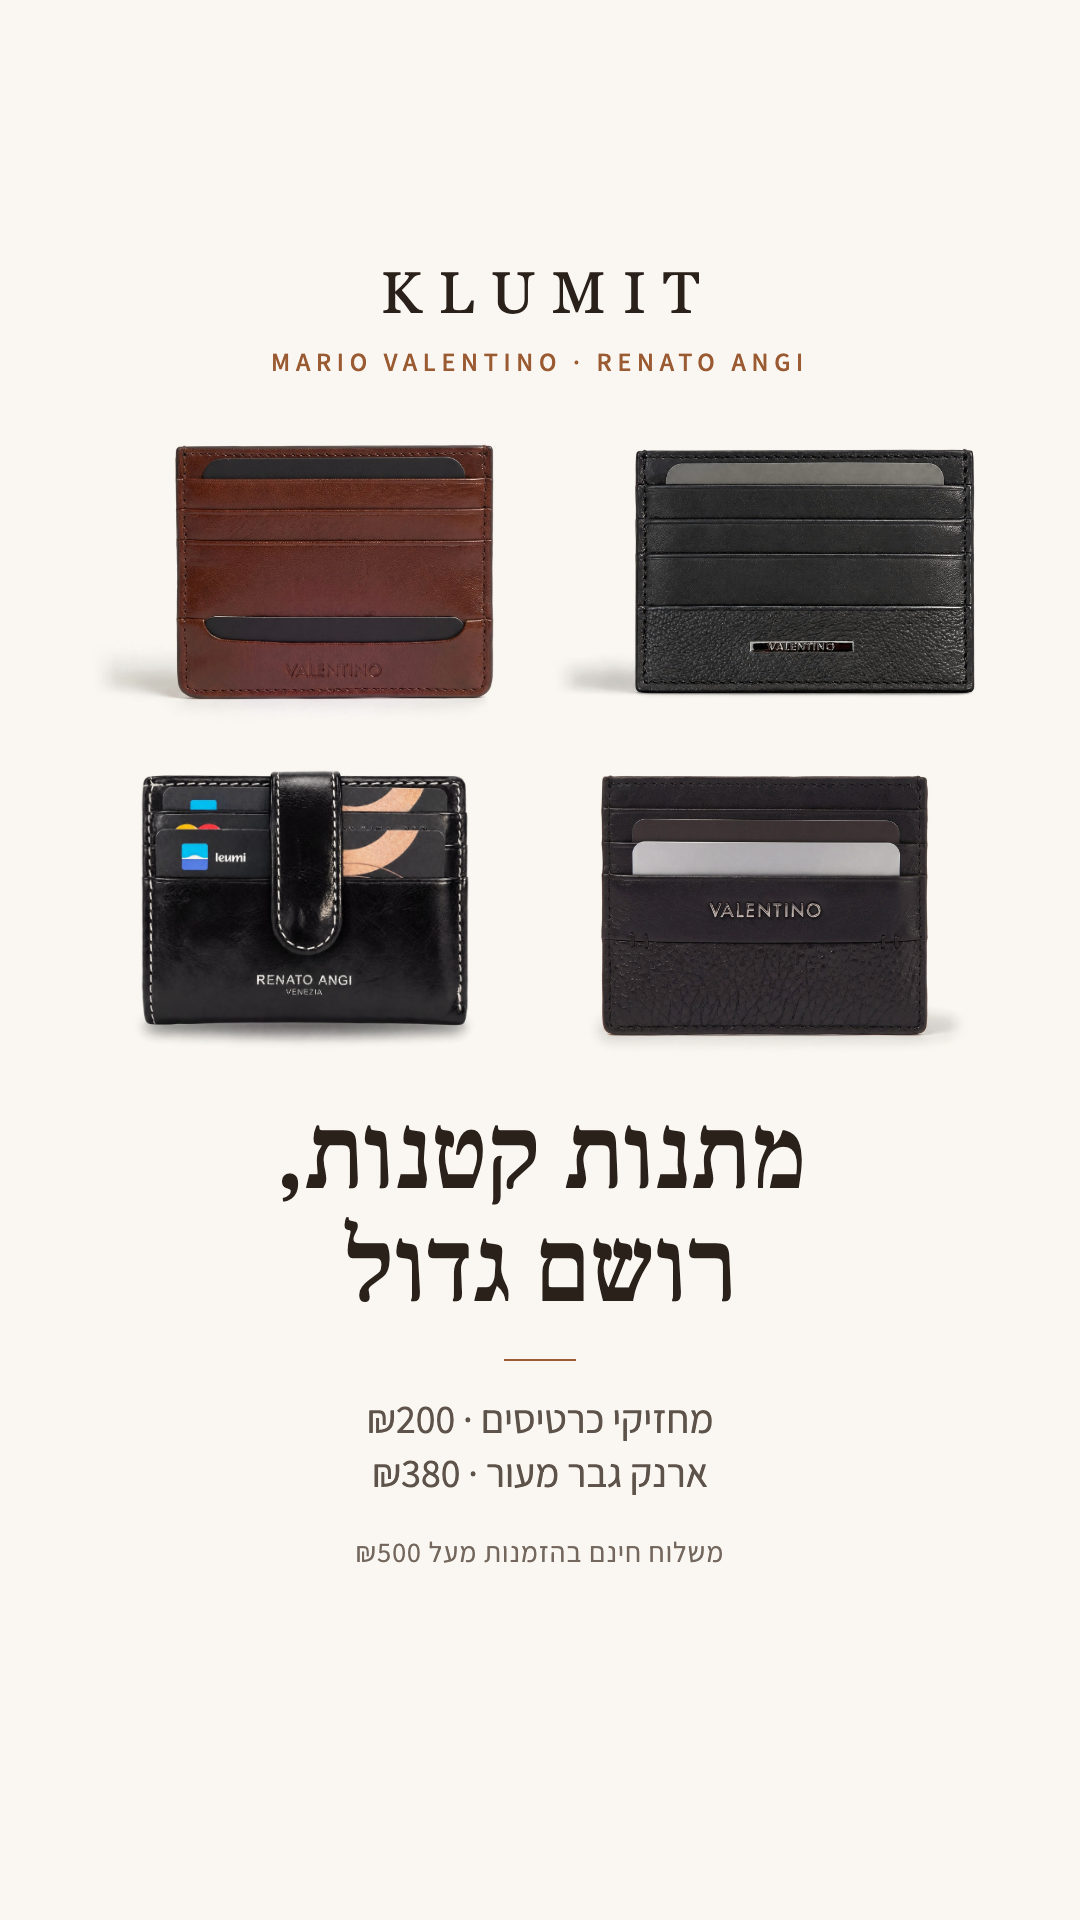 KLUMIT
MARIO VALENTINO · RENATO ANGI
VALENTINO
VALENTINO
leumi
RENATO ANGI
VENEZIA
VALENTINO
מתנות קטנות,
רושם גדול
מחזיקי כרטיסים · ₪200
ארנק גבר מעור · ₪380
משלוח חינם בהזמנות מעל ₪500